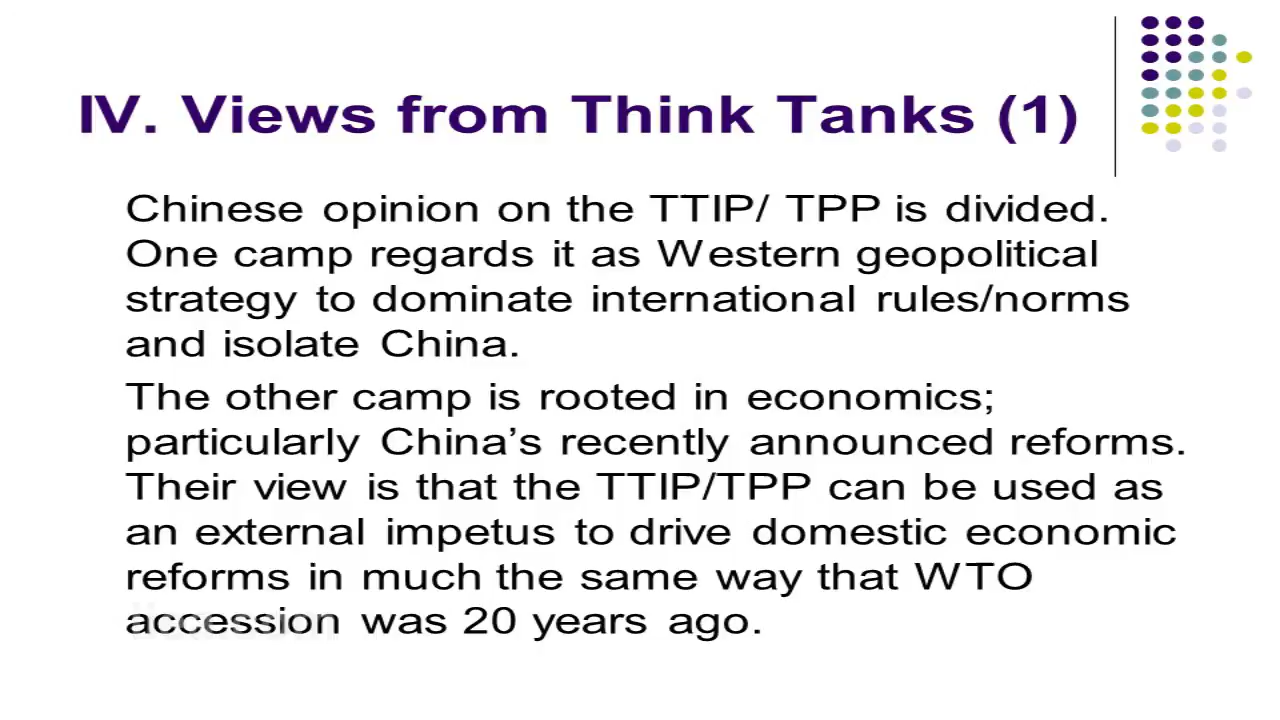 IV. Views from Think Tanks (1)
Chinese opinion on the TTIP/ TPP is divided.
One camp regards it as Western geopolitical
strategy to dominate international rules/norms
and isolate China.
The other camp is rooted in economics;
particularly China’s recently announced reforms.
Their view is that the TTIP/TPP can be used as
an external impetus to drive domestic economic
reforms in much the same way that WTO
accession was 20 years ago.